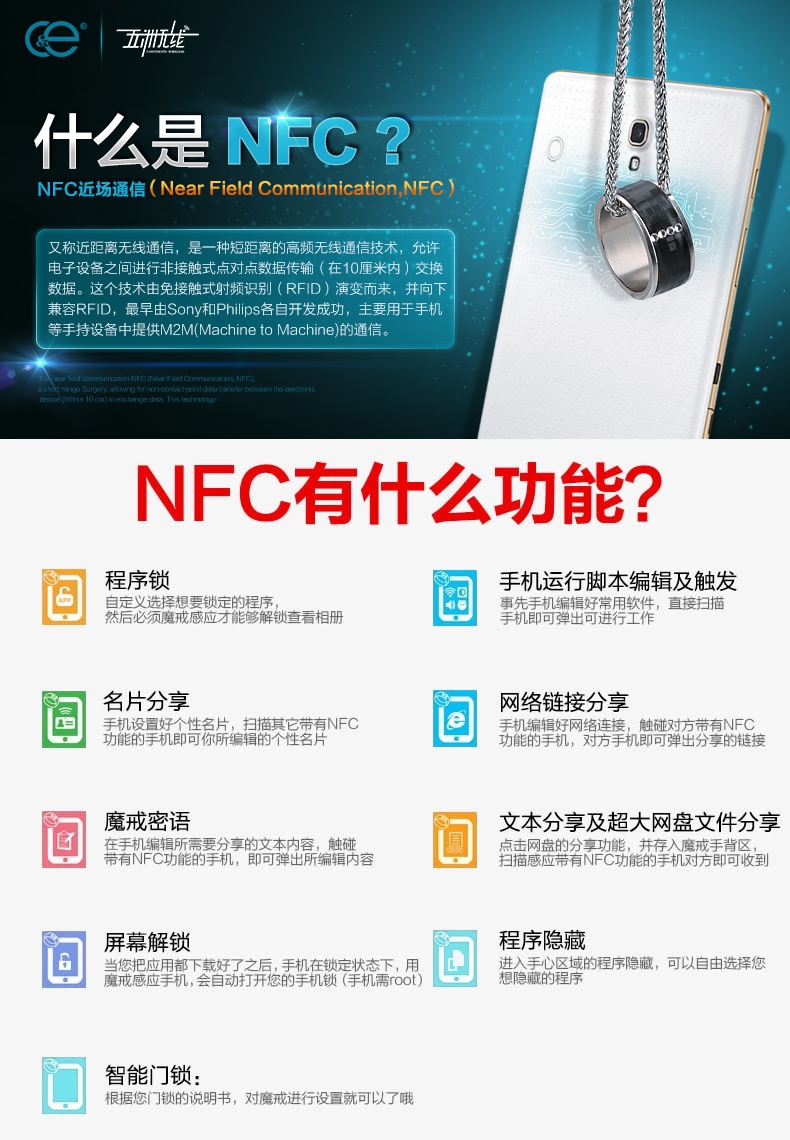 C&e®
五洲无线
CONTINENTS WIRELESS
什么是 NFC ?
NFC近场通信 ( Near Field Communication,NFC )
又称近距离无线通信，是一种短距离的高频无线通信技术，允许
电子设备之间进行非接触式点对点数据传输（在10厘米内）交换
数据。这个技术由免接触式射频识别（RFID）演变而来，并向下
兼容RFID，最早由Sony和Philips各自开发成功，主要用于手机
等手持设备中提供M2M(Machine to Machine)的通信。
near field communication NFC (Near Field Communication, NFC),
a short-range Surgery, allowing for non-contact point data transfer between the electronic
device (Within 10 cm) to exchange data. This technology
NFC有什么功能?
程序锁
自定义选择想要锁定的程序，
然后必须魔戒感应才能够解锁查看相册
手机运行脚本编辑及触发
事先手机编辑好常用软件，直接扫描
手机即可弹出可进行工作
名片分享
手机设置好个性名片，扫描其它带有NFC
功能的手机即可你所编辑的个性名片
网络链接分享
手机编辑好网络连接，触碰对方带有NFC
功能的手机，对方手机即可弹出分享的链接
魔戒密语
在手机编辑所需要分享的文本内容，触碰
带有NFC功能的手机，即可弹出所编辑内容
文本分享及超大网盘文件分享
点击网盘的分享功能，并存入魔戒手背区，
扫描感应带有NFC功能的手机对方即可收到
屏幕解锁
当您把应用都下载好了之后，手机在锁定状态下，用
魔戒感应手机，会自动打开您的手机锁（手机需root）
程序隐藏
进入手心区域的程序隐藏，可以自由选择您
想隐藏的程序
智能门锁：
根据您门锁的说明书，对魔戒进行设置就可以了哦
APP